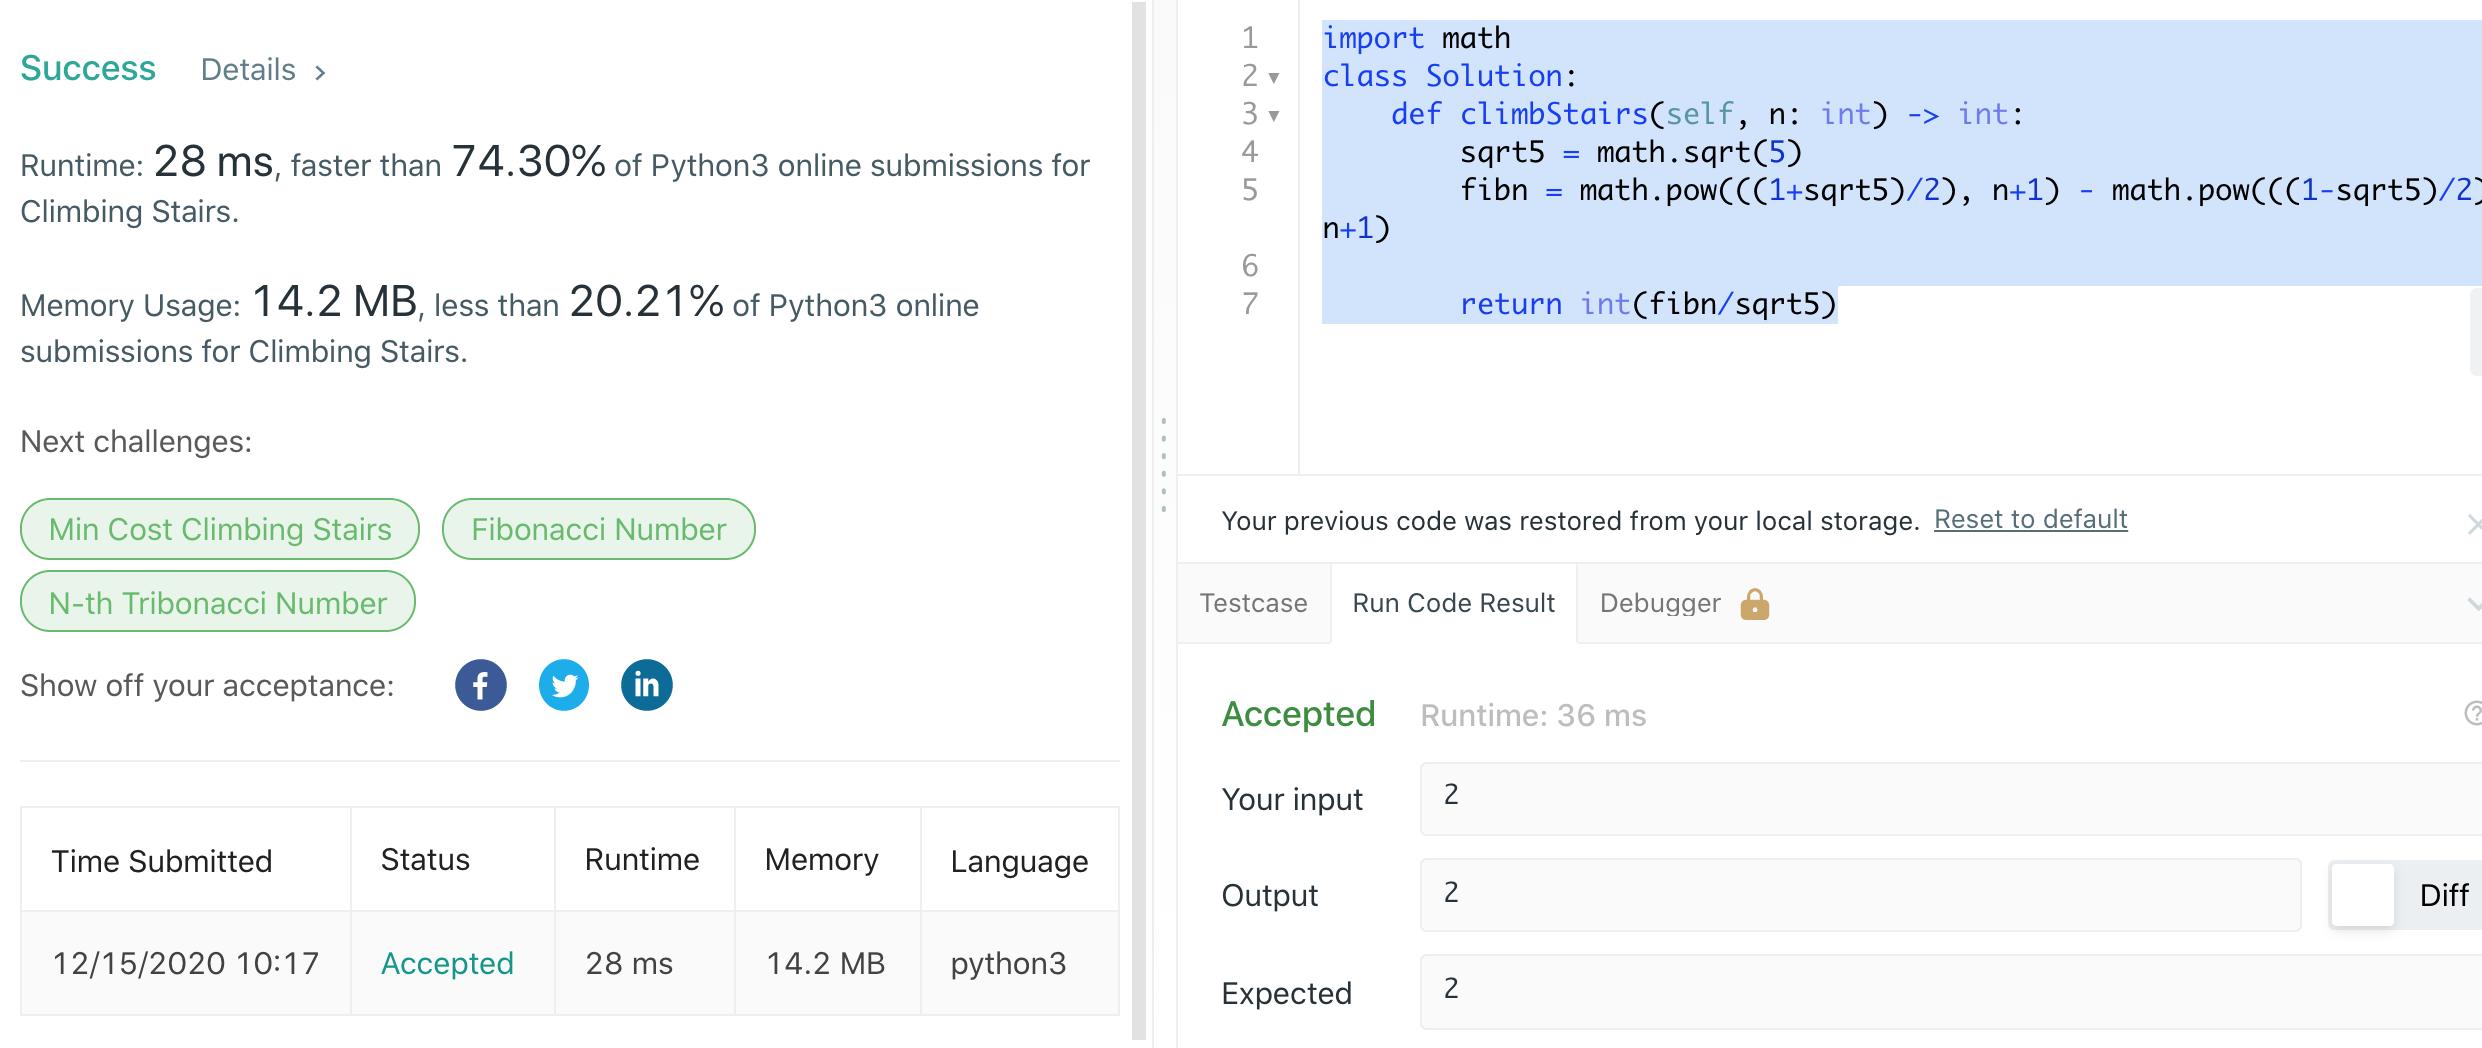 Success Details >
Runtime: 28 ms, faster than 74.30% of Python3 online submissions for
Climbing Stairs.
Memory Usage: 14.2 MB, less than 20.21% of Python3 online
submissions for Climbing Stairs.
Next challenges:
Min Cost Climbing Stairs Fibonacci Number
N-th Tribonacci Number
Show off your acceptance: f in
Time Submitted Status Runtime Memory Language
12/15/2020 10:17 Accepted 28 ms 14.2 MB python3
1 import math
2 class Solution:
3     def climbStairs(self, n: int) -> int:
4         sqrt5 = math.sqrt(5)
5         fibn = math.pow(((1+sqrt5)/2), n+1) - math.pow(((1-sqrt5)/2)
n+1)
6
7         return int(fibn/sqrt5)
Your previous code was restored from your local storage. Reset to default
Testcase Run Code Result Debugger
Accepted Runtime: 36 ms ?
Your input 2
Output 2 Diff
Expected 2